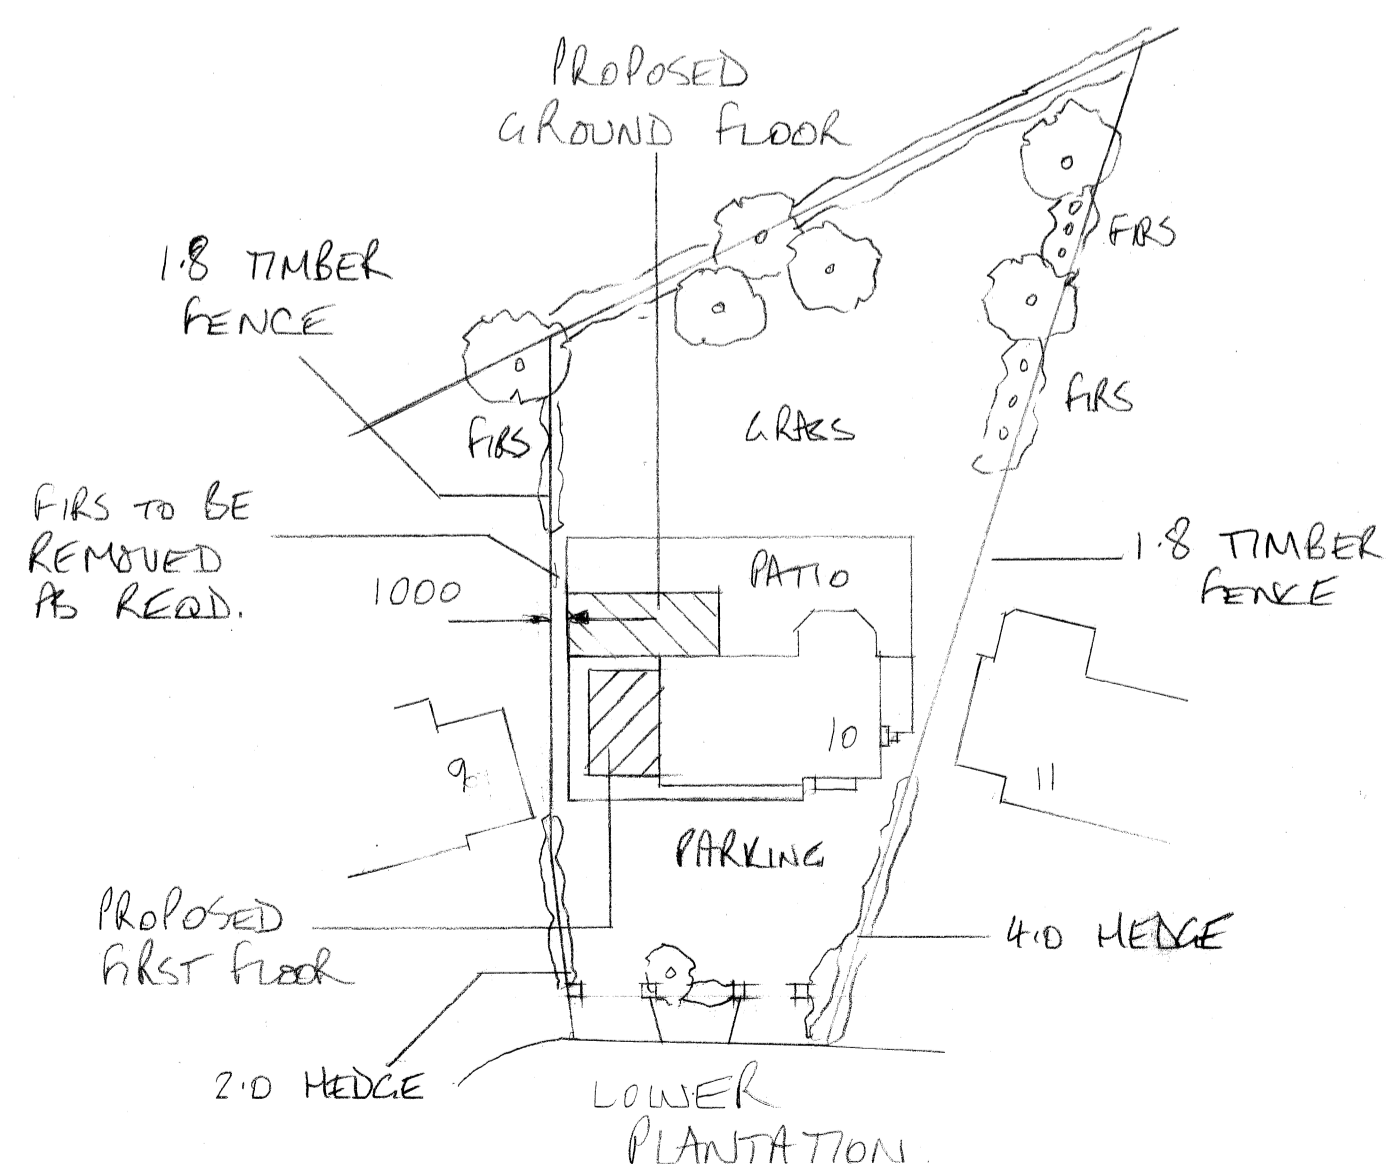 PROPOSED
GROUND FLOOR
1.8 TIMBER
FENCE
FIRS
FIRS
FIRS
GRASS
FIRS TO BE
REMOVED
AS REQD.
1000
PATIO
1.8 TIMBER
FENCE
10
9
11
PARKING
PROPOSED
FIRST FLOOR
4.0 HEDGE
2.0 HEDGE
LOWER
PLANTATION